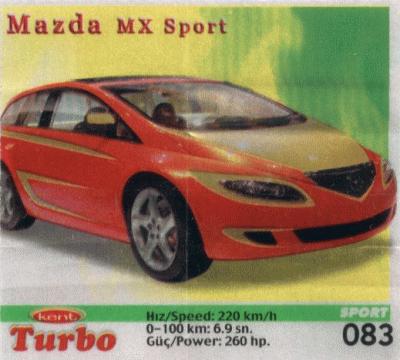 Mazda MX Sport
kent
Turbo
Hız/Speed: 220 km/h
0-100 km: 6.9 sn.
Güç/Power: 260 hp.
SPORT
083